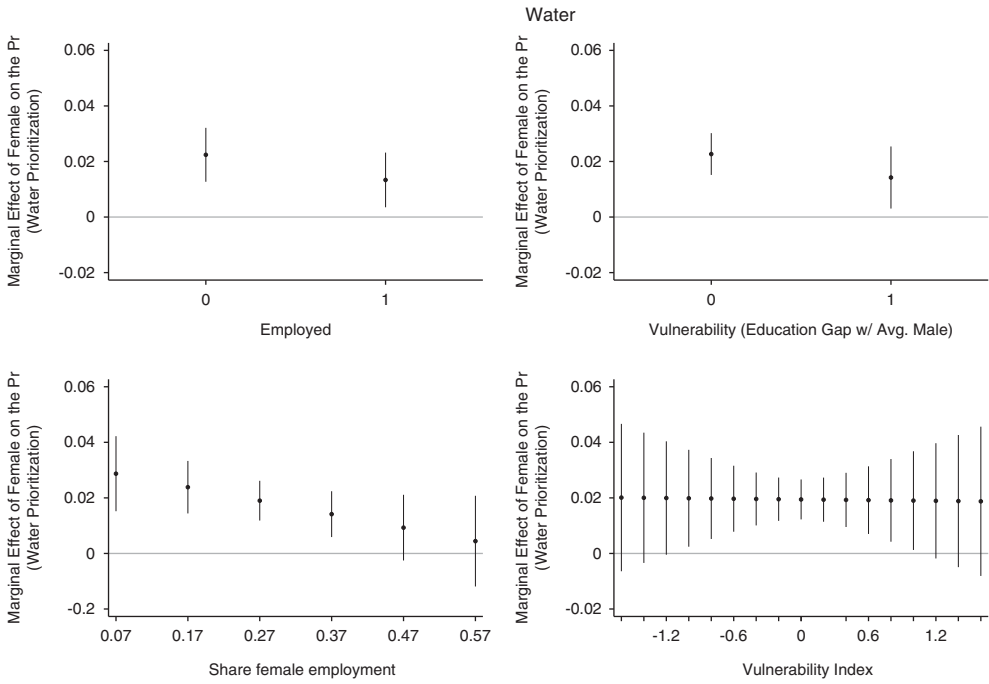 Water
Marginal Effect of Female on the Pr
(Water Prioritization)
0.06
0.04
0.02
0
-0.02
0
1
Employed
Marginal Effect of Female on the Pr
(Water Prioritization)
0.06
0.04
0.02
0
-0.02
0
1
Vulnerability (Education Gap w/ Avg. Male)
Marginal Effect of Female on the Pr
(Water Prioritization)
0.06
0.04
0.02
0
-0.2
0.07 0.17 0.27 0.37 0.47 0.57
Share female employment
Marginal Effect of Female on the Pr
(Water Prioritization)
0.06
0.04
0.02
0
-0.02
-1.2 -0.6 0 0.6 1.2
Vulnerability Index